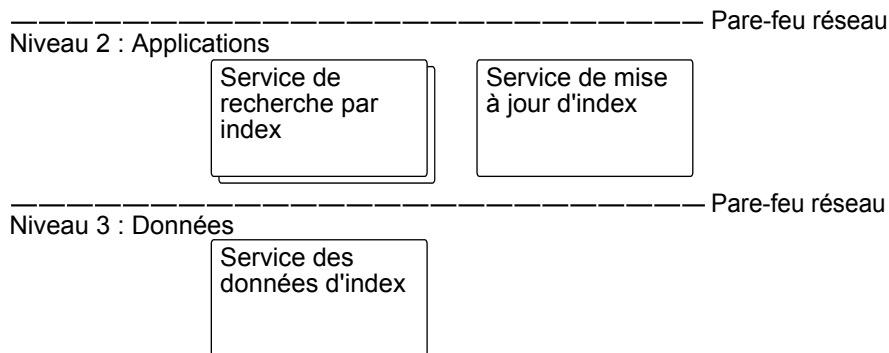 Pare-feu réseau
Niveau 2 : Applications
Service de
recherche par
index
Service de mise
à jour d'index
Pare-feu réseau
Niveau 3 : Données
Service des
données d'index